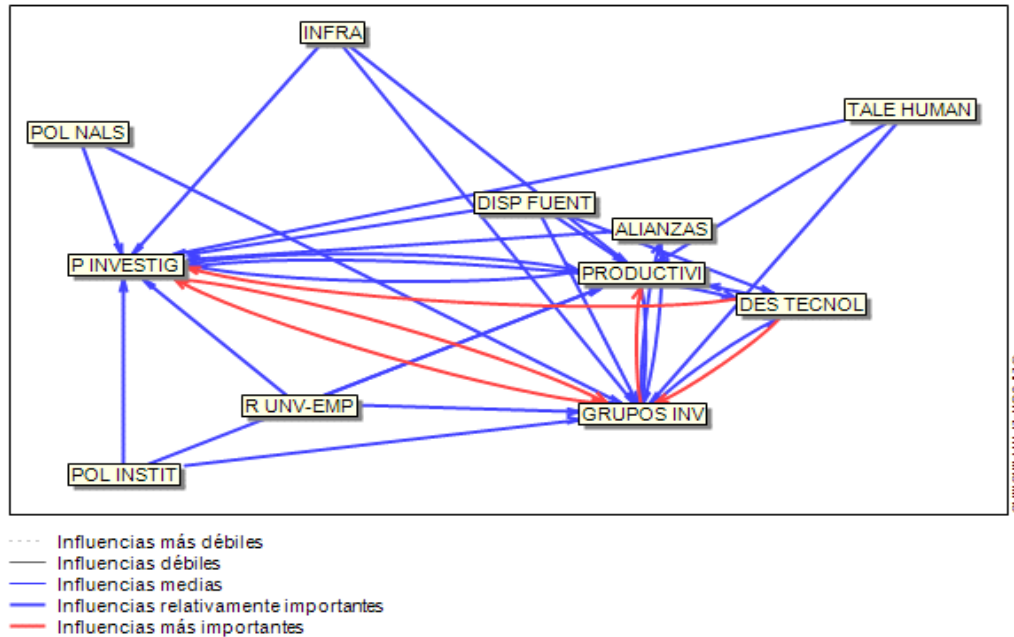 INFRA
TALE HUMAN
POL NALS
DISP FUENT
ALIANZAS
P INVESTIG
PRODUCTIVI
DES TECNOL
R UNV-EMP
GRUPOS INV
POL INSTIT
Influencias más débiles
Influencias débiles
Influencias medias
Influencias relativamente importantes
Influencias más importantes